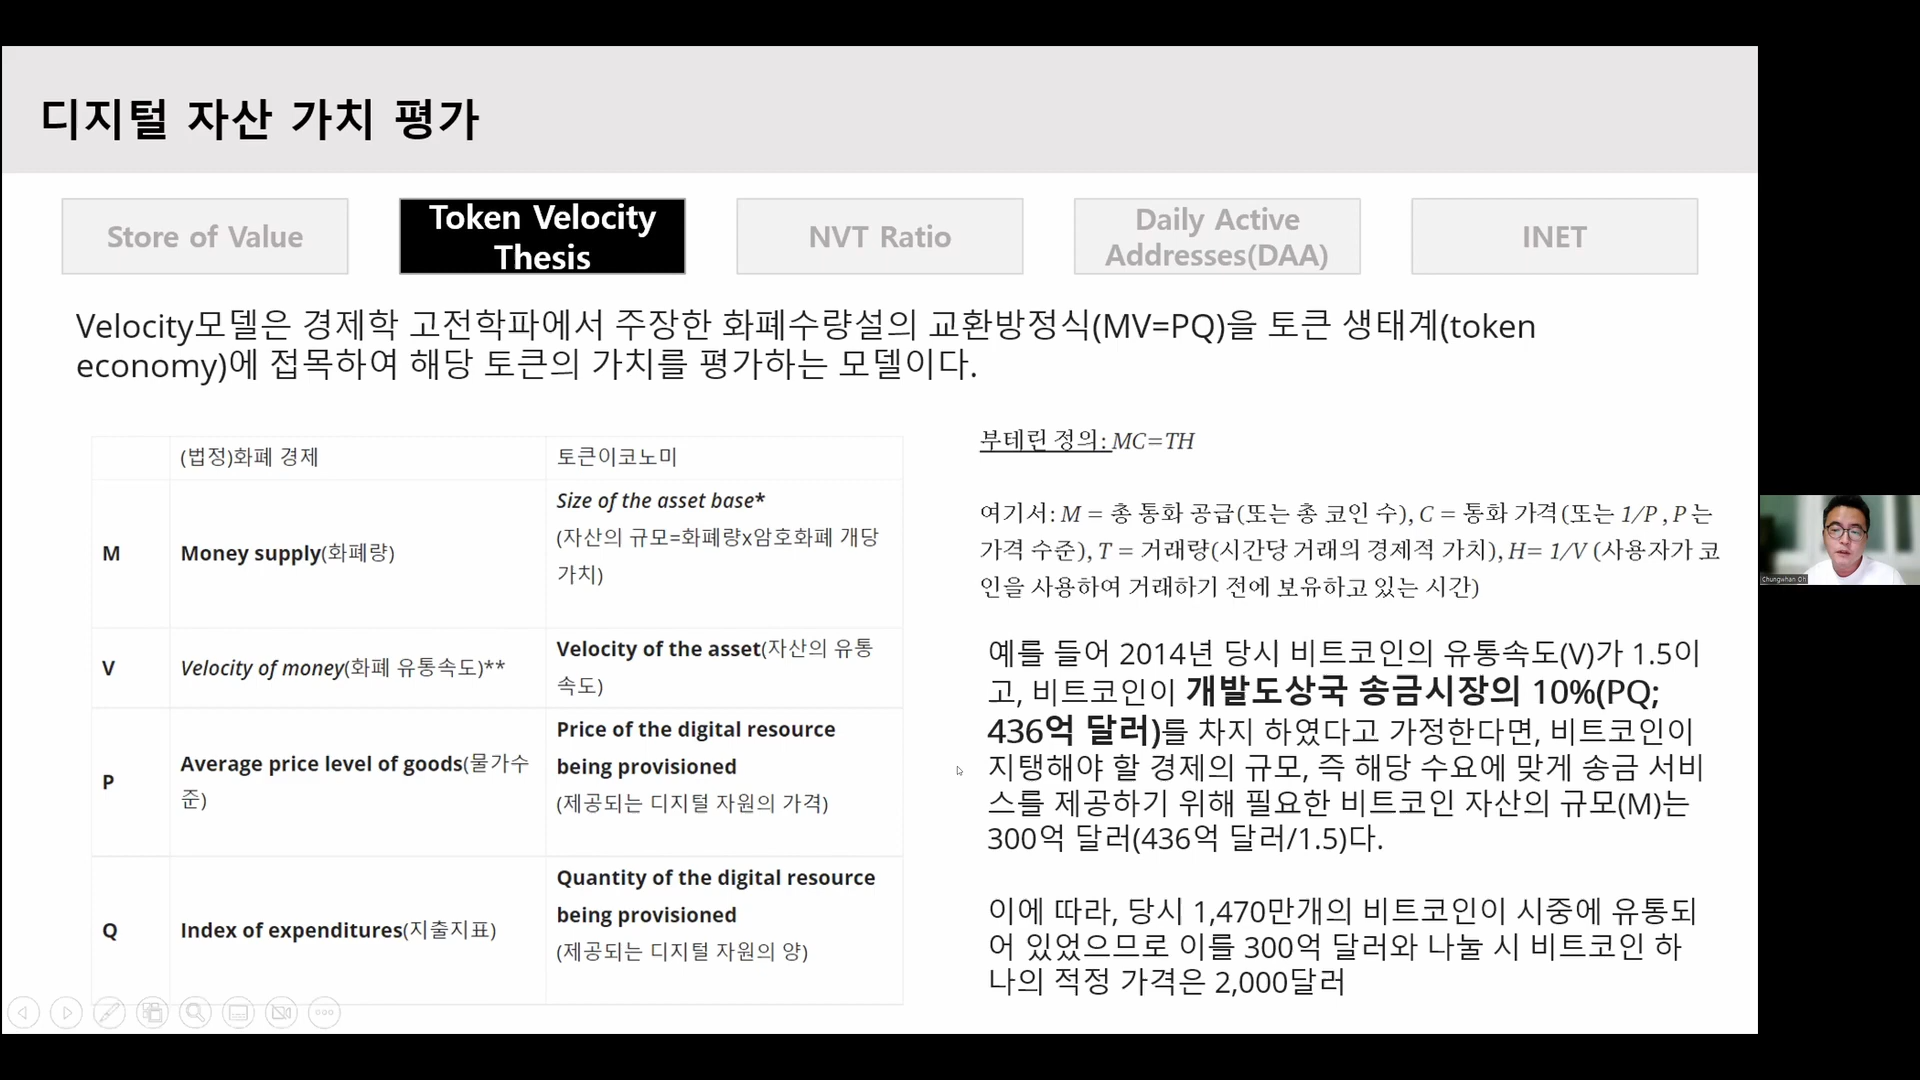 디지털 자산 가치 평가
Store of Value
Token Velocity
Thesis
NVT Ratio
Daily Active
Addresses(DAA)
INET
Velocity모델은 경제학 고전학파에서 주장한 화폐수량설의 교환방정식(MV=PQ)을 토큰 생태계(token
economy)에 접목하여 해당 토큰의 가치를 평가하는 모델이다.
(법정)화폐 경제
토큰이코노미
M
Money supply(화폐량)
Size of the asset base*
(자산의 규모=화폐량x암호화폐 개당
가치)
V
Velocity of money(화폐 유통속도)**
Velocity of the asset(자산의 유통
속도)
P
Average price level of goods(물가수
준)
Price of the digital resource
being provisioned
(제공되는 디지털 자원의 가격)
Q
Index of expenditures(지출지표)
Quantity of the digital resource
being provisioned
(제공되는 디지털 자원의 양)
부테린 정의: MC=TH
여기서: M = 총 통화 공급(또는 총 코인 수), C = 통화 가격(또는 1/P , P 는
가격 수준), T = 거래량(시간당 거래의 경제적 가치), H= 1/V (사용자가 코
인을 사용하여 거래하기 전에 보유하고 있는 시간)
예를 들어 2014년 당시 비트코인의 유통속도(V)가 1.5이
고, 비트코인이 개발도상국 송금시장의 10%(PQ;
436억 달러)를 차지 하였다고 가정한다면, 비트코인이
지탱해야 할 경제의 규모, 즉 해당 수요에 맞게 송금 서비
스를 제공하기 위해 필요한 비트코인 자산의 규모(M)는
300억 달러(436억 달러/1.5)다.
이에 따라, 당시 1,470만개의 비트코인이 시중에 유통되
어 있었으므로 이를 300억 달러와 나눌 시 비트코인 하
나의 적정 가격은 2,000달러
Chungwhan Oh